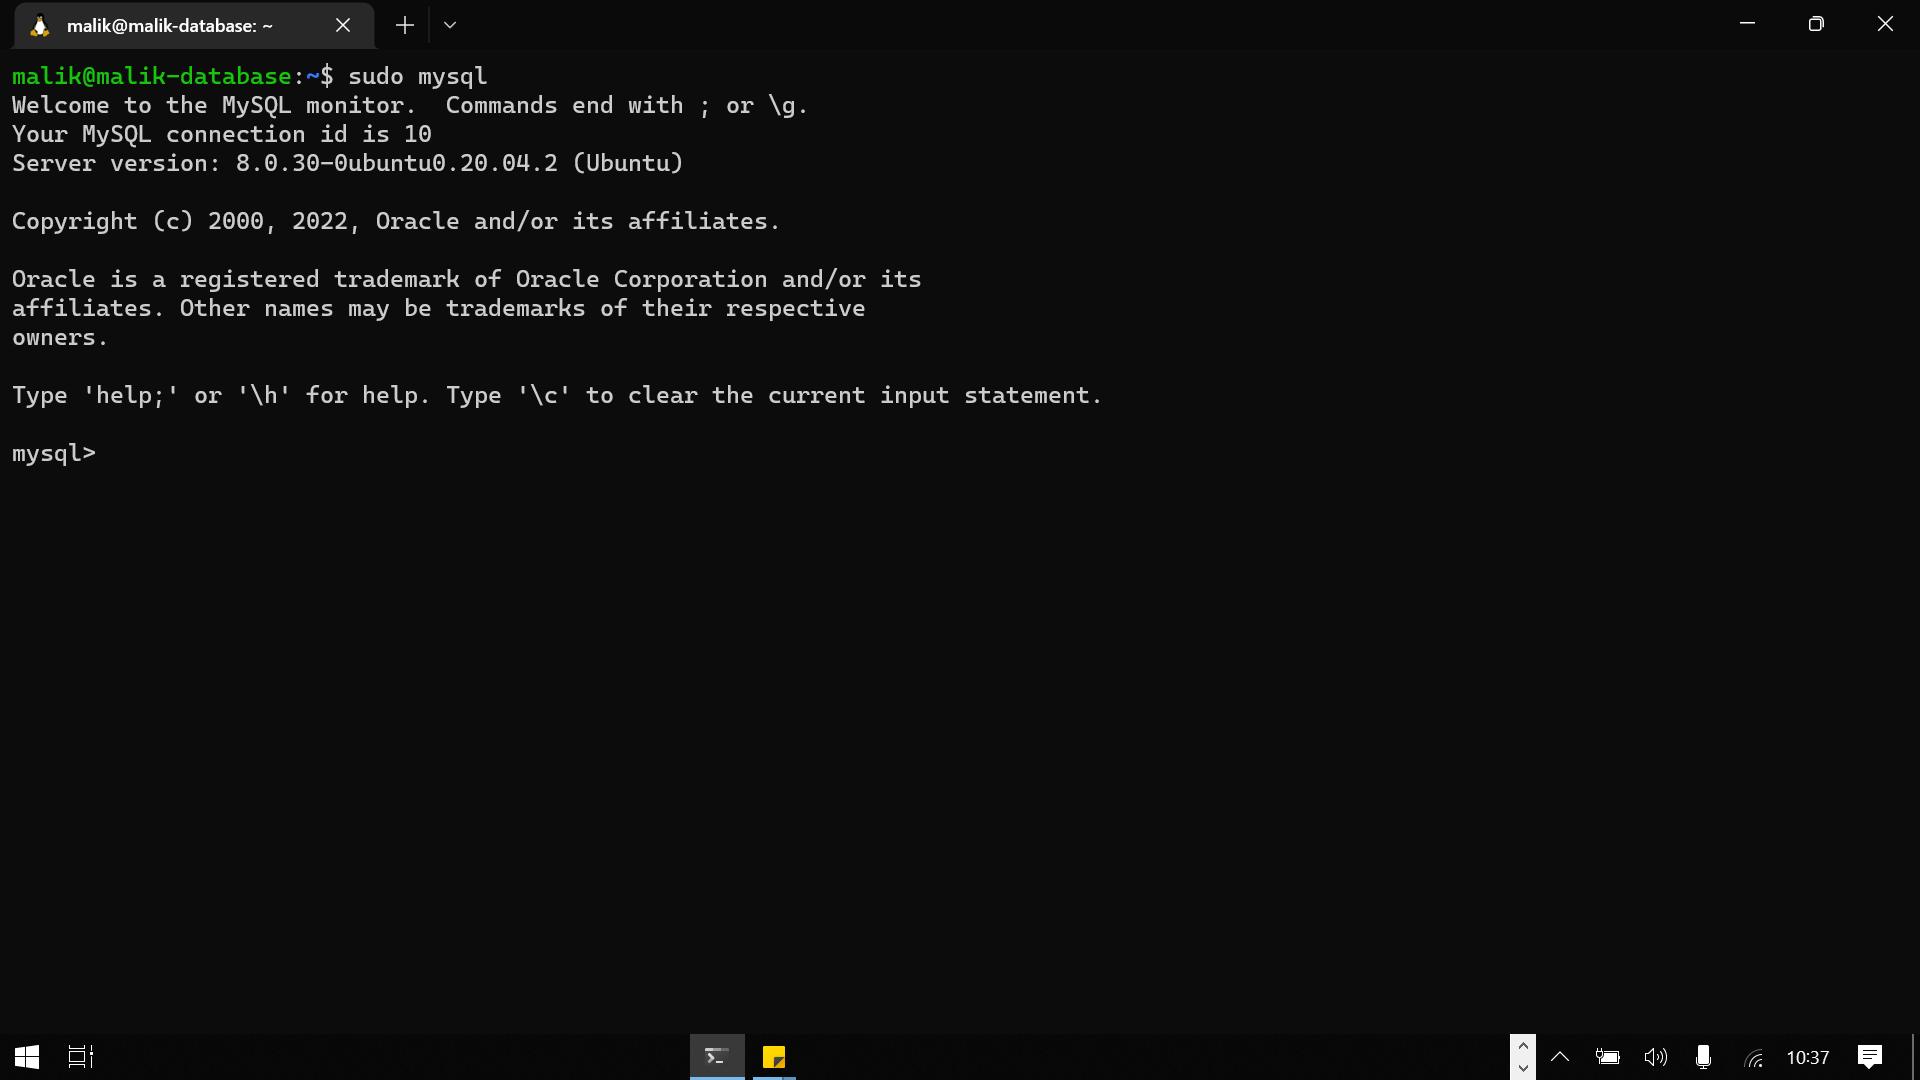 malik@malik-database: ~
malik@malik-database:~$ sudo mysql
Welcome to the MySQL monitor.  Commands end with ; or \g.
Your MySQL connection id is 10
Server version: 8.0.30-0ubuntu0.20.04.2 (Ubuntu)
Copyright (c) 2000, 2022, Oracle and/or its affiliates.
Oracle is a registered trademark of Oracle Corporation and/or its
affiliates. Other names may be trademarks of their respective
owners.
Type 'help;' or '\h' for help. Type '\c' to clear the current input statement.
mysql>
10:37